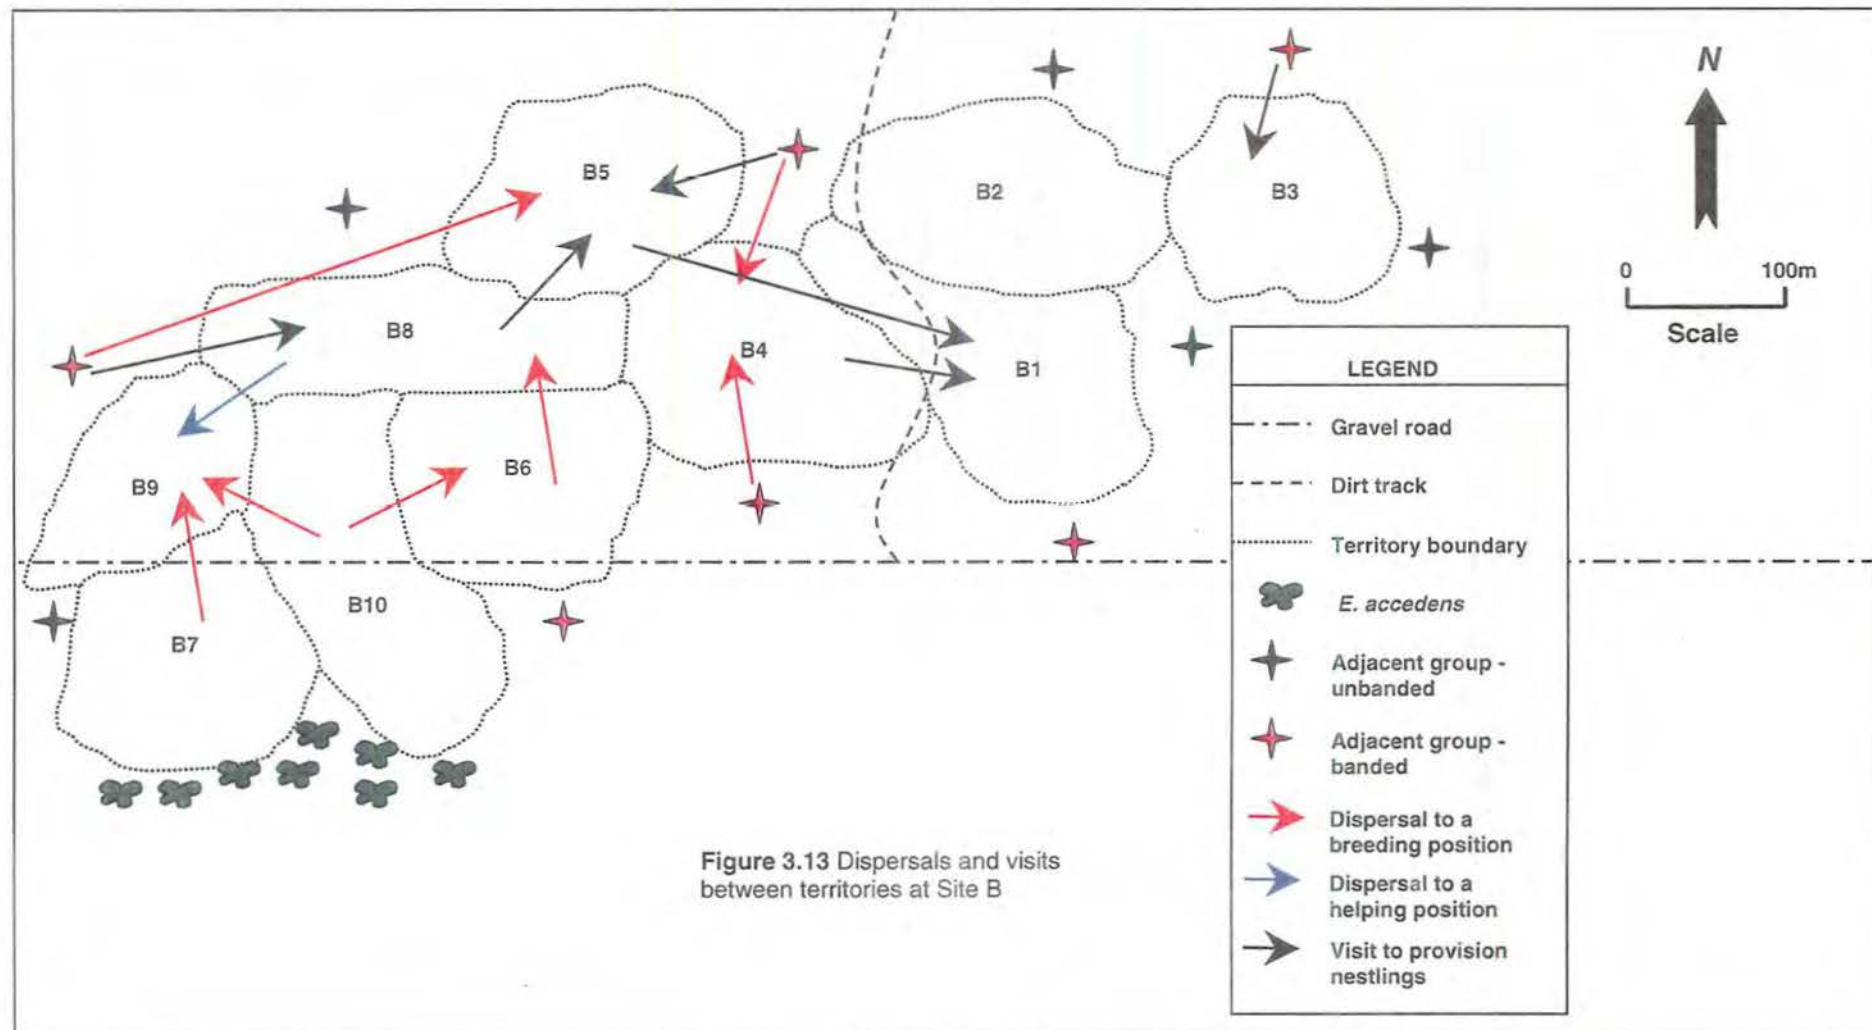 N
0 100m
Scale
B5
B2
B3
B8
B4
B1
B9
B6
B10
B7
LEGEND
Gravel road
Dirt track
Territory boundary
E. accedens
Adjacent group -
unbanded
Adjacent group -
banded
Dispersal to a
breeding position
Dispersal to a
helping position
Visit to provision
nestlings
Figure 3.13 Dispersals and visits
between territories at Site B